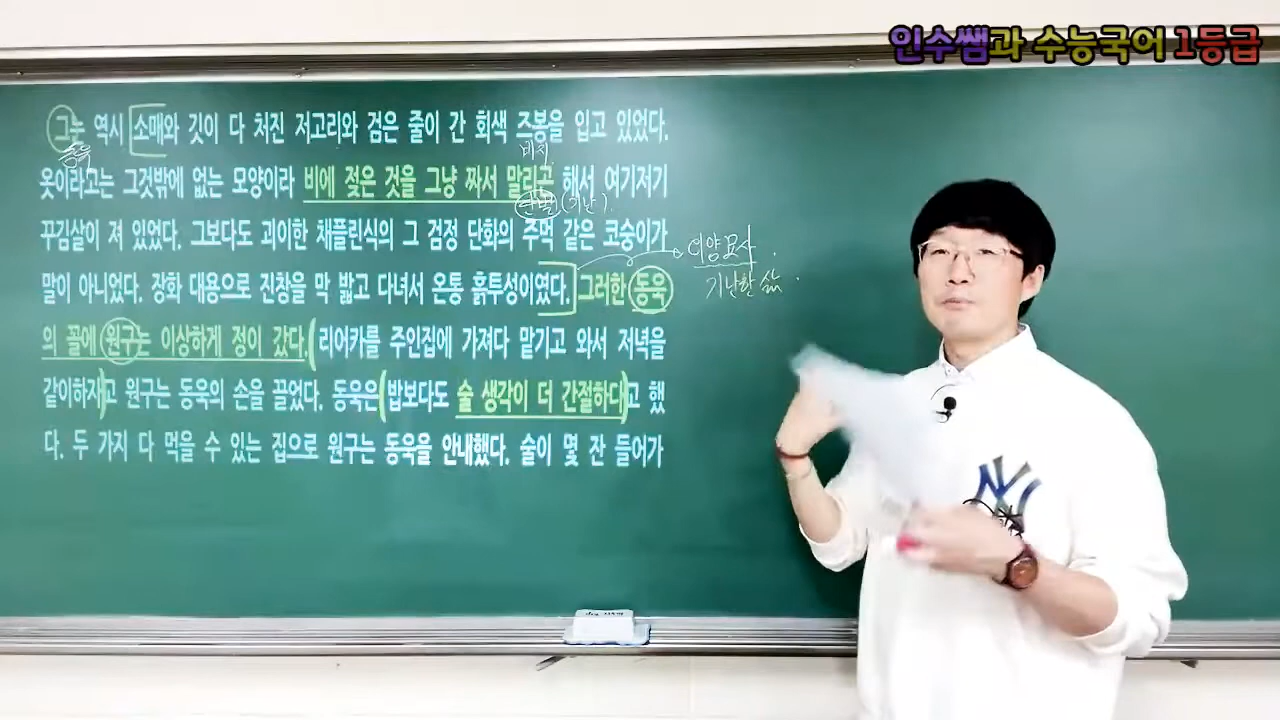 인수쌤과 수능국어 1등급
그는 역시 소매와 깃이 다 처진 저고리와 검은 줄이 간 회색 즈봉을 입고 있었다.
동욱
바지
옷이라고는 그것밖에 없는 모양이라 비에 젖은 것을 그냥 짜서 말리곤 해서 여기저기
(가난).
꾸김살이 져 있었다. 그보다도 괴이한 채플린식의 그 검정 단화의 주먹 같은 코숭이가
외양묘사
말이 아니었다. 장화 대용으로 진창을 막 밟고 다녀서 온통 흙투성이였다. 그러한 동욱
가난한 삶
의 꼴에 원구는 이상하게 정이 갔다. (리어카를 주인집에 가져다 맡기고 와서 저녁을
같이하자)고 원구는 동욱의 손을 끌었다. 동욱은 (밥보다도 술 생각이 더 간절하다)고 했
다. 두 가지 다 먹을 수 있는 집으로 원구는 동욱을 안내했다. 술이 몇 잔 들어가
NY